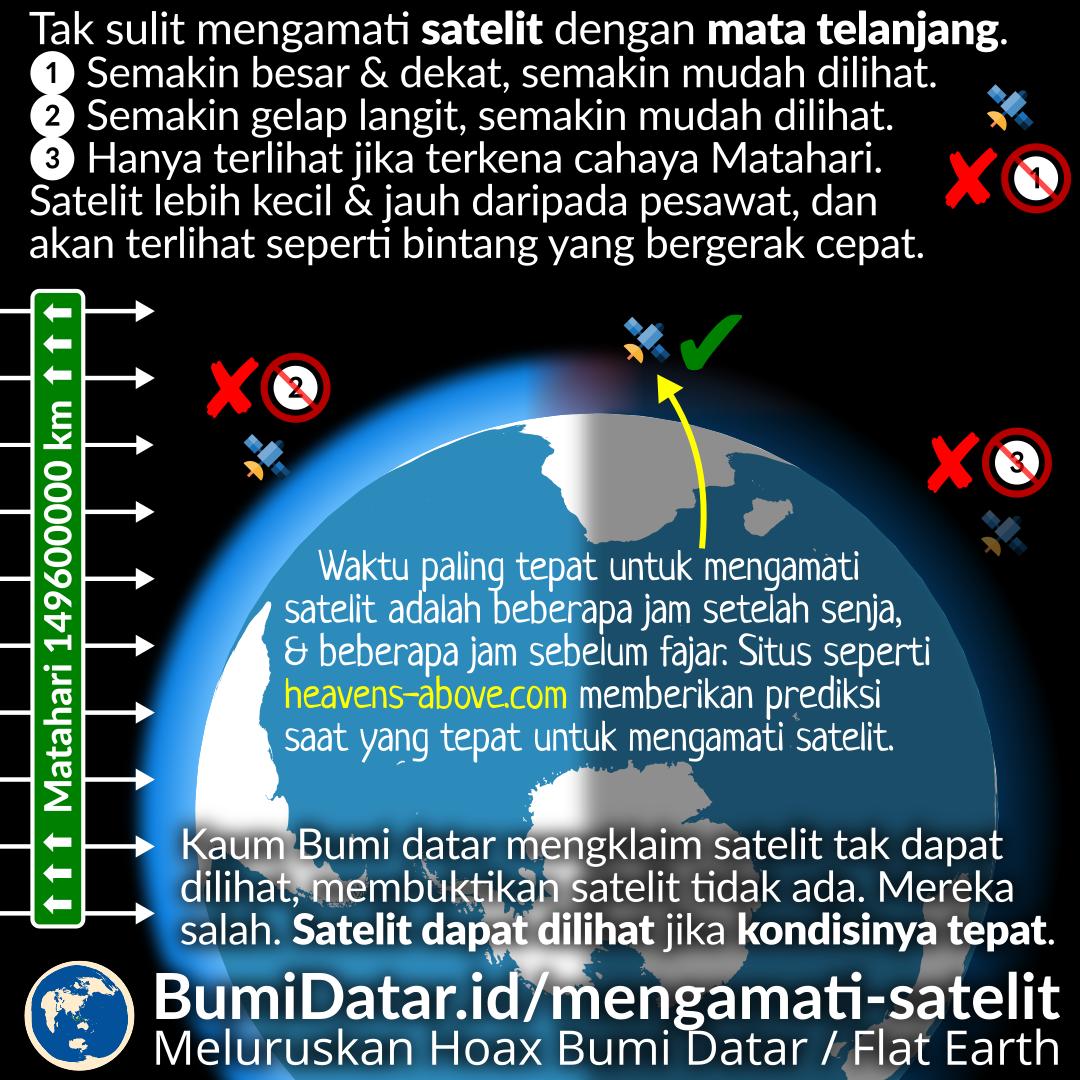 Tak sulit mengamati satelit dengan mata telanjang.
1 Semakin besar & dekat, semakin mudah dilihat.
2 Semakin gelap langit, semakin mudah dilihat.
3 Hanya terlihat jika terkena cahaya Matahari.
Satelit lebih kecil & jauh daripada pesawat, dan
akan terlihat seperti bintang yang bergerak cepat.
1
2
3
Matahari 149600000 km
Waktu paling tepat untuk mengamati
satelit adalah beberapa jam setelah senja,
& beberapa jam sebelum fajar. Situs seperti
heavens-above.com memberikan prediksi
saat yang tepat untuk mengamati satelit.
Kaum Bumi datar mengklaim satelit tak dapat
dilihat, membuktikan satelit tidak ada. Mereka
salah. Satelit dapat dilihat jika kondisinya tepat.
BumiDatar.id/mengamati-satelit
Meluruskan Hoax Bumi Datar / Flat Earth